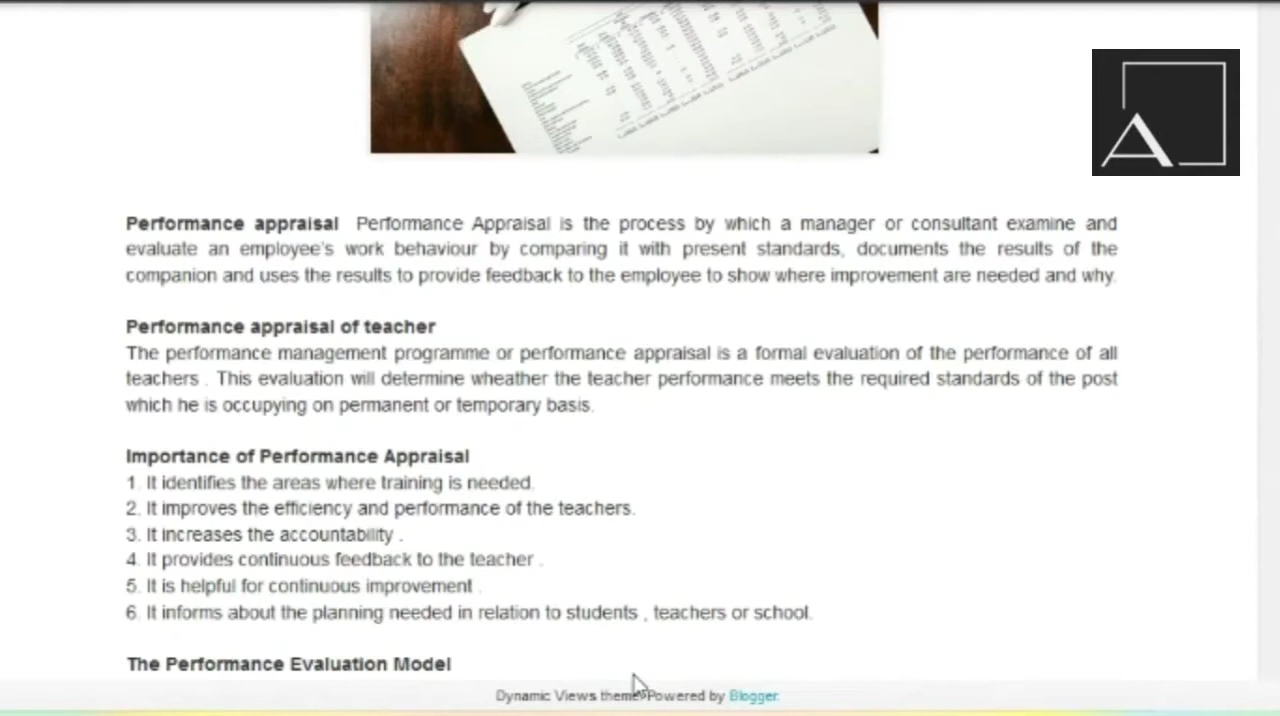 A
Performance appraisal Performance Appraisal is the process by which a manager or consultant examine and
evaluate an employee's work behaviour by comparing it with present standards, documents the results of the
companion and uses the results to provide feedback to the employee to show where improvement are needed and why.
Performance appraisal of teacher
The performance management programme or performance appraisal is a formal evaluation of the performance of all
teachers . This evaluation will determine wheather the teacher performance meets the required standards of the post
which he is occupying on permanent or temporary basis.
Importance of Performance Appraisal
1. It identifies the areas where training is needed.
2. It improves the efficiency and performance of the teachers.
3. It increases the accountability .
4. It provides continuous feedback to the teacher .
5. It is helpful for continuous improvement .
6. It informs about the planning needed in relation to students , teachers or school.
The Performance Evaluation Model
Dynamic Views theme. Powered by Blogger.